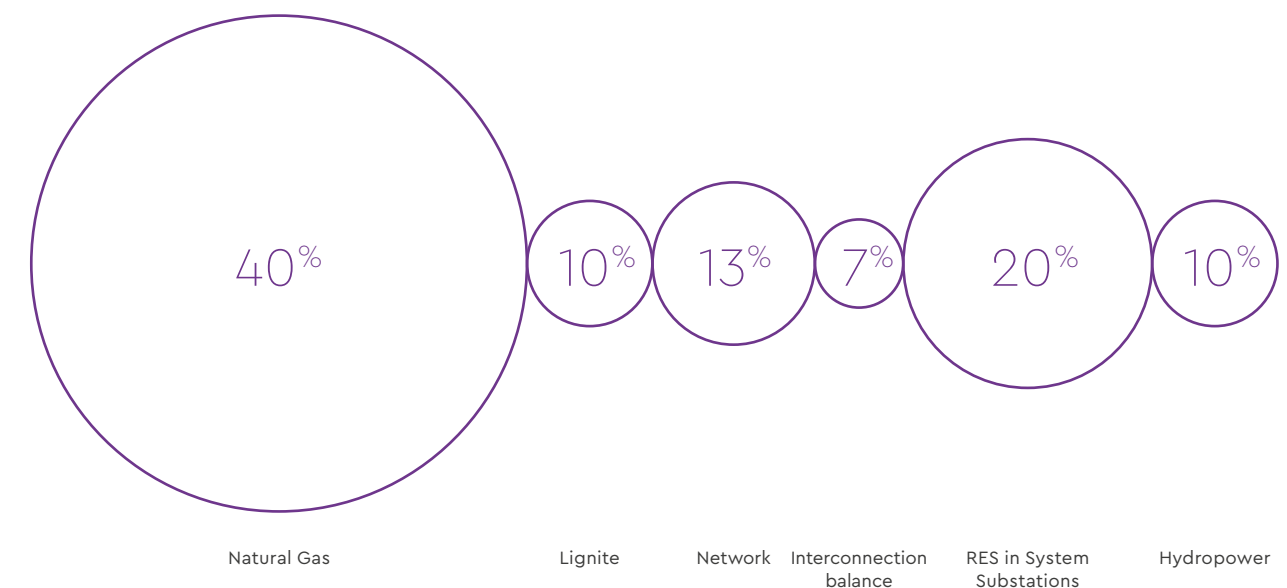 40%
10%
13%
7%
20%
10%
Natural Gas
Lignite
Network
Interconnection
balance
RES in System
Substations
Hydropower